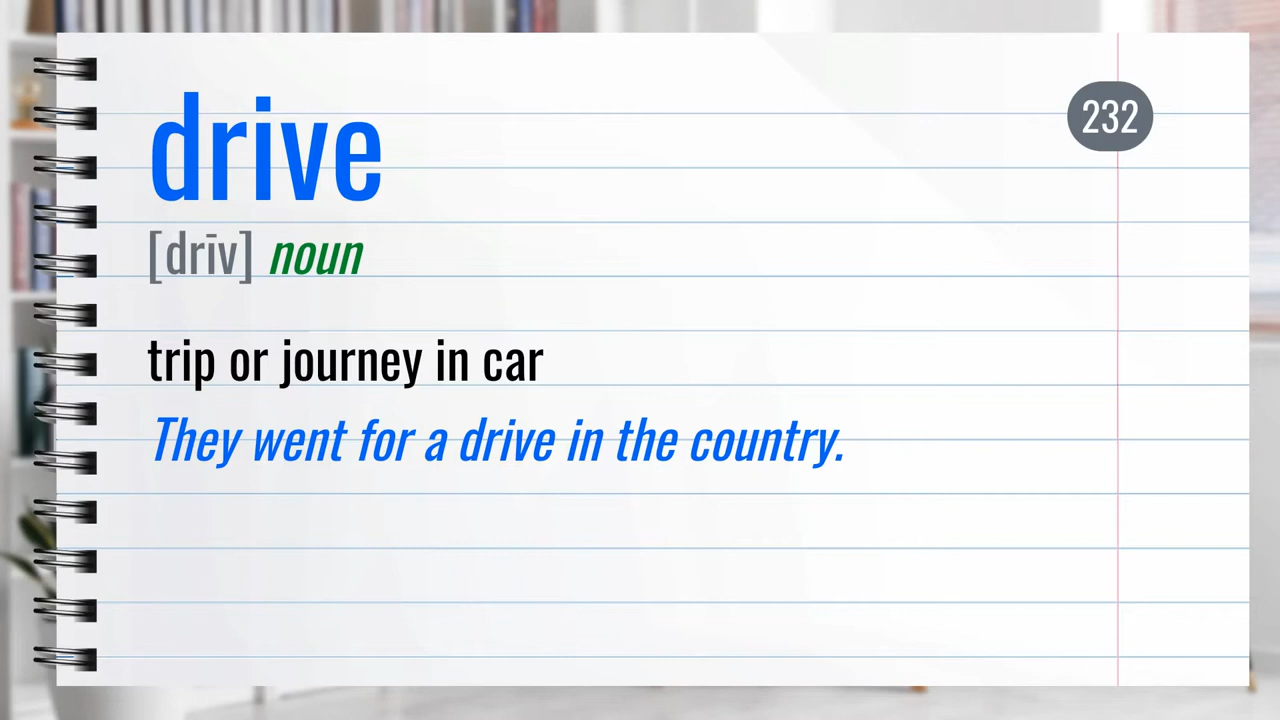 drive
232
[drīv] noun
trip or journey in car
They went for a drive in the country.